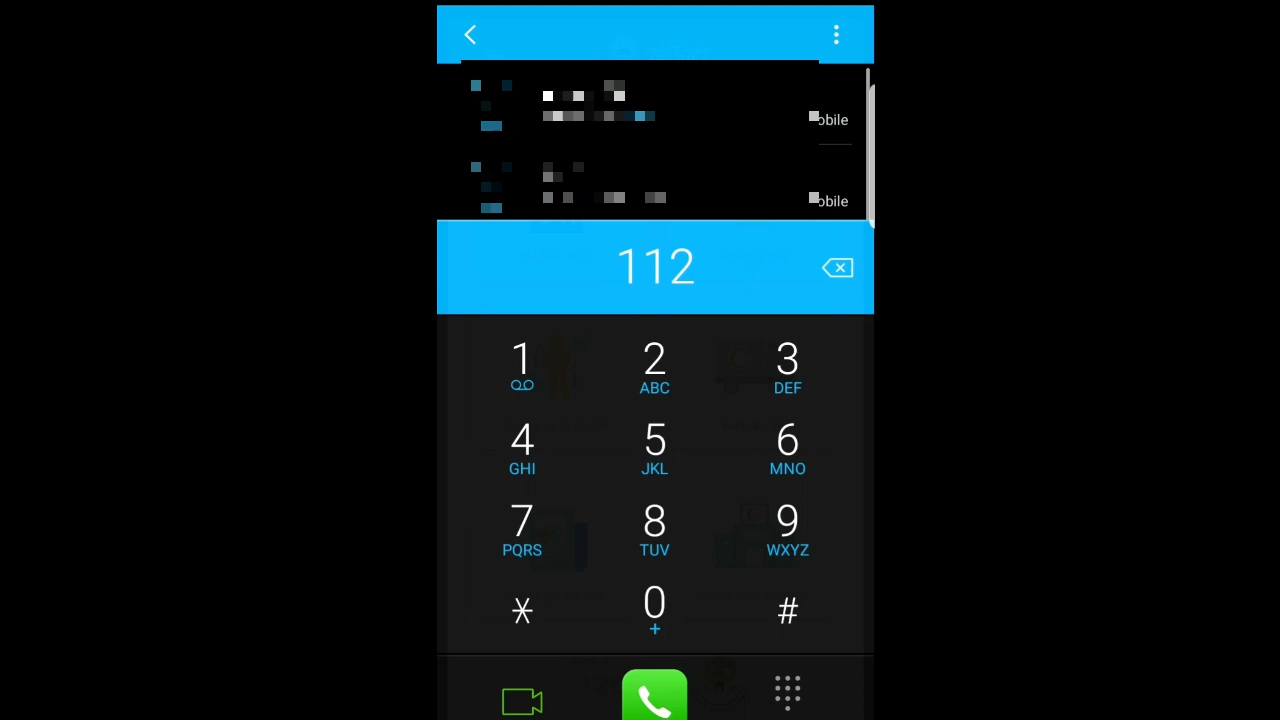 obile
obile
112
1 2 3
ABC DEF
4 5 6
GHI JKL MNO
7 8 9
PQRS TUV WXYZ
* 0 #
+